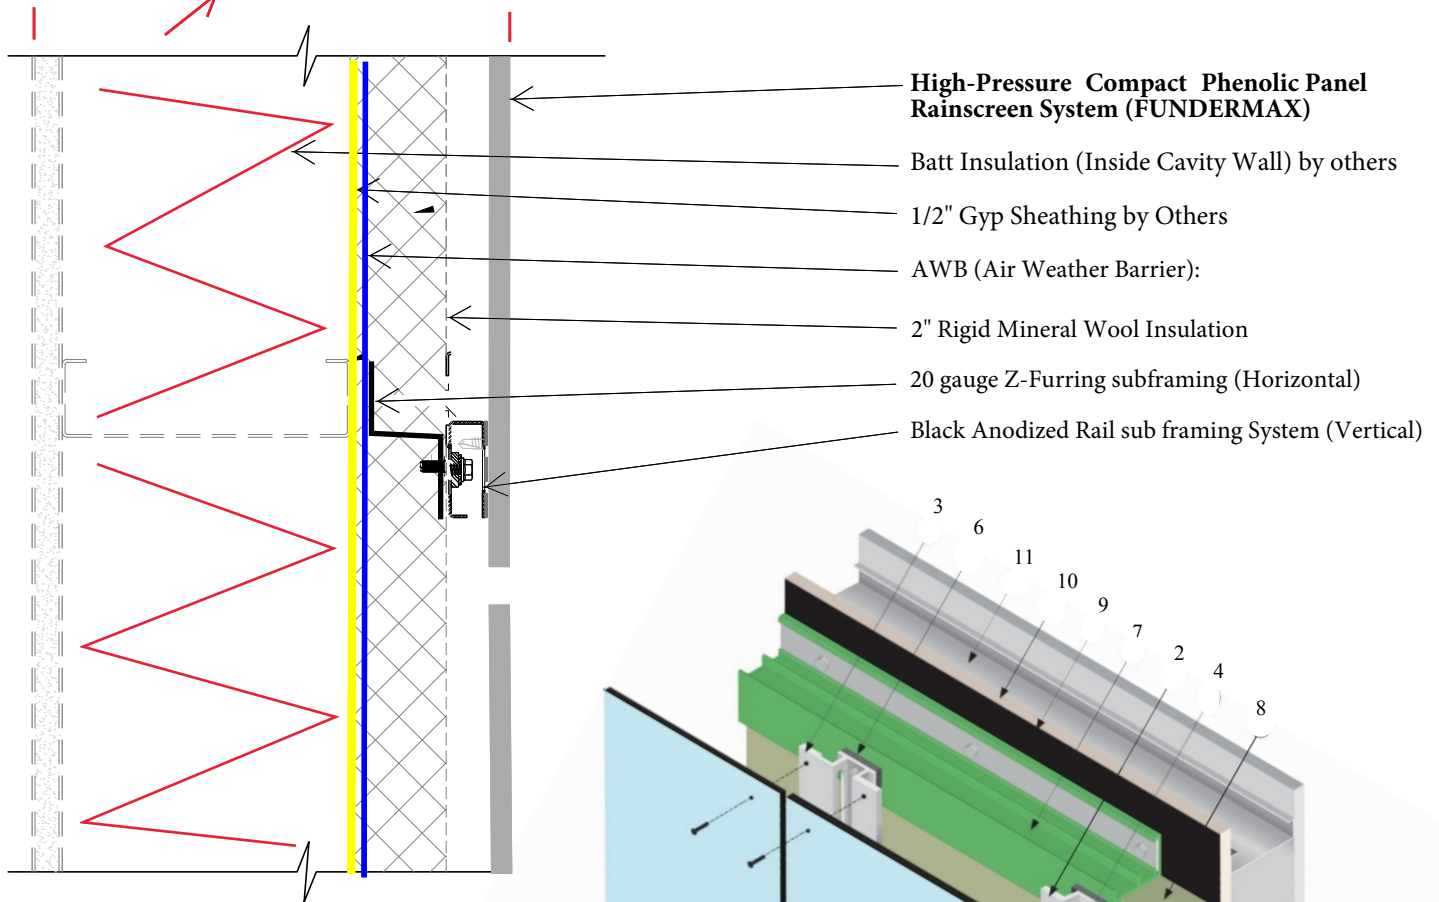 High-Pressure Compact Phenolic Panel
Rainscreen System (FUNDERMAX)
Batt Insulation (Inside Cavity Wall) by others
1/2" Gyp Sheathing by Others
AWB (Air Weather Barrier):
2" Rigid Mineral Wool Insulation
20 gauge Z-Furring subframing (Horizontal)
Black Anodized Rail sub framing System (Vertical)
3
6
11
10
9
7
2
4
8